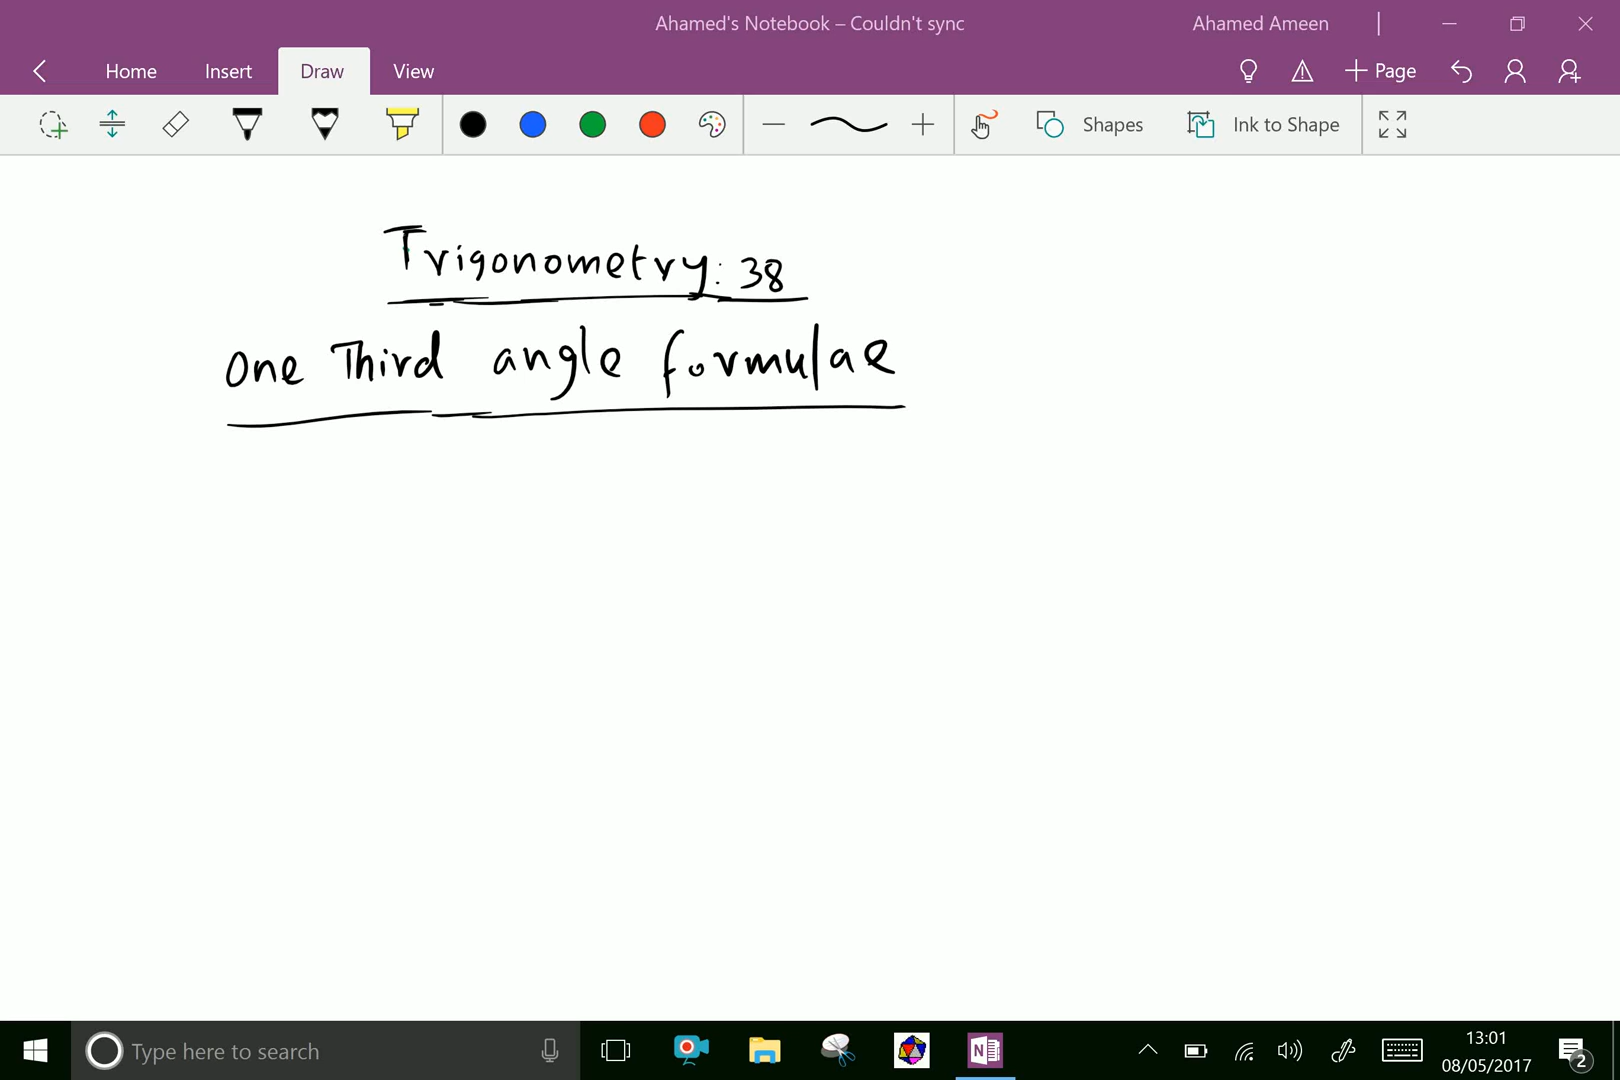 Ahamed's Notebook – Couldn't sync
Ahamed Ameen
Home Insert Draw View
Page
Shapes Ink to Shape
Trigonometry: 38
One Third angle formulae
Type here to search
N
13:01
08/05/2017
2